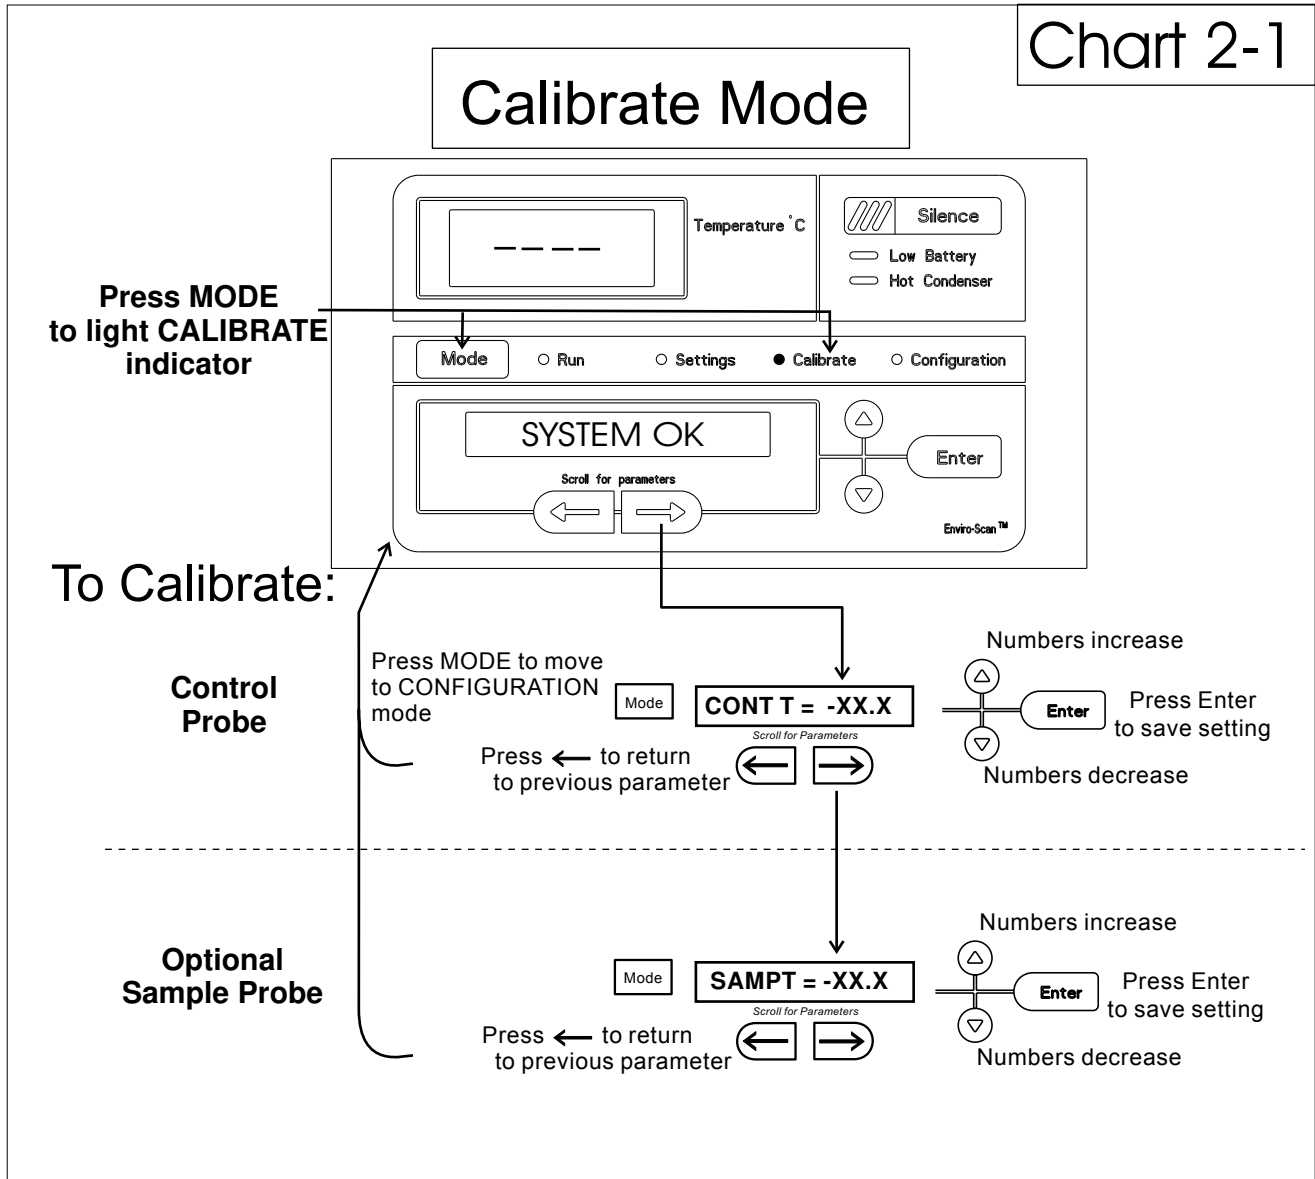 Chart 2-1
Calibrate Mode
Temperature °C
Silence
Low Battery
Hot Condenser
Press MODE
to light CALIBRATE
indicator
Mode
Run
Settings
Calibrate
Configuration
SYSTEM OK
Scroll for parameters
Enter
Enviro-Scan™
To Calibrate:
Control
Probe
Press MODE to move
to CONFIGURATION
mode
Mode
CONT T = -XX.X
Scroll for Parameters
Press ← to return
to previous parameter
Numbers increase
Enter
Press Enter
to save setting
Numbers decrease
Optional
Sample Probe
Mode
SAMPT = -XX.X
Scroll for Parameters
Press ← to return
to previous parameter
Numbers increase
Enter
Press Enter
to save setting
Numbers decrease